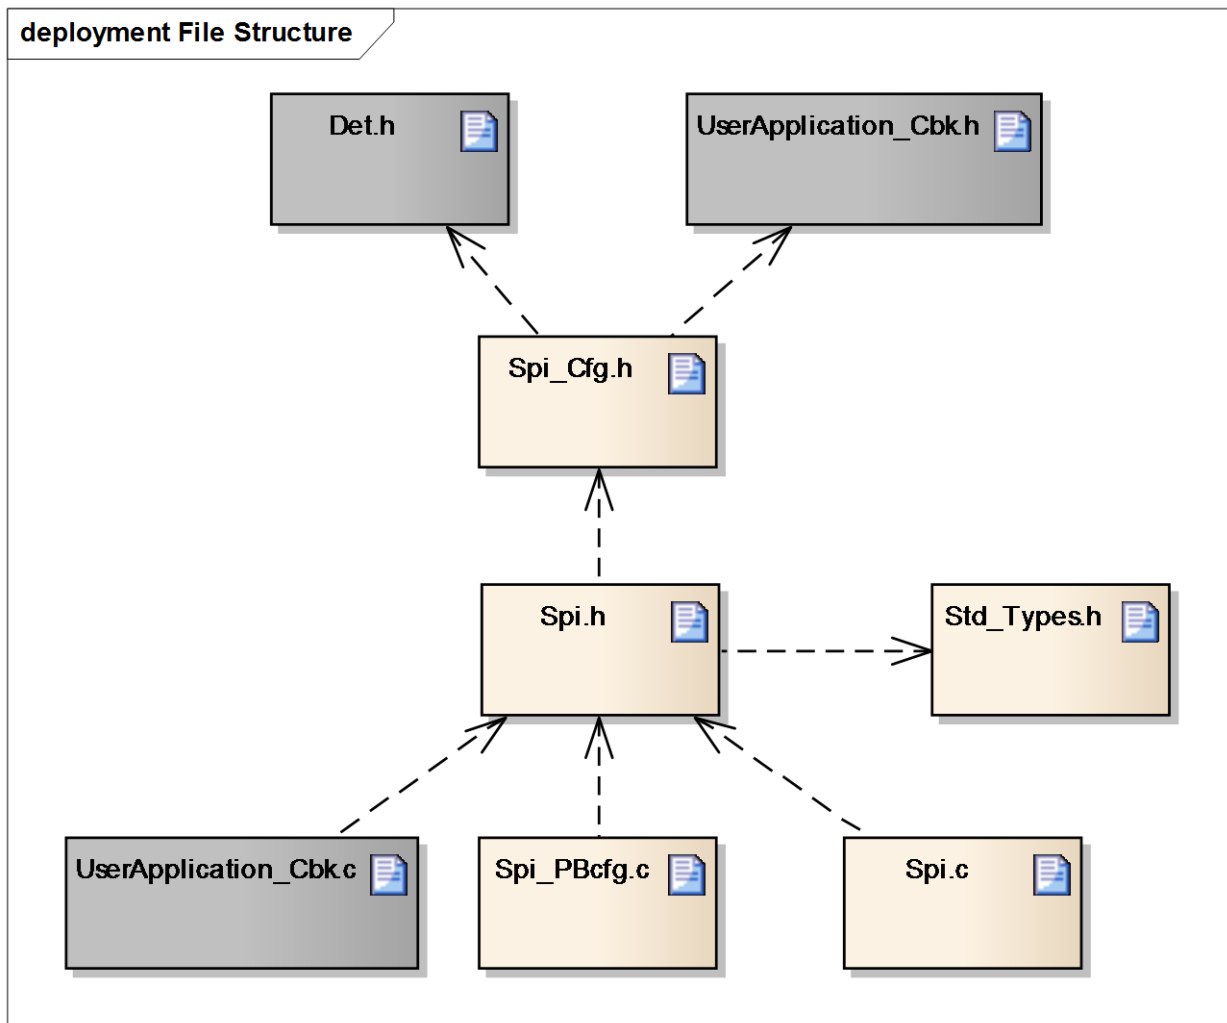 deployment File Structure
Det.h
UserApplication_Cbk.h
Spi_Cfg.h
Spi.h
Std_Types.h
UserApplication_Cbk.c
Spi_PBcfg.c
Spi.c